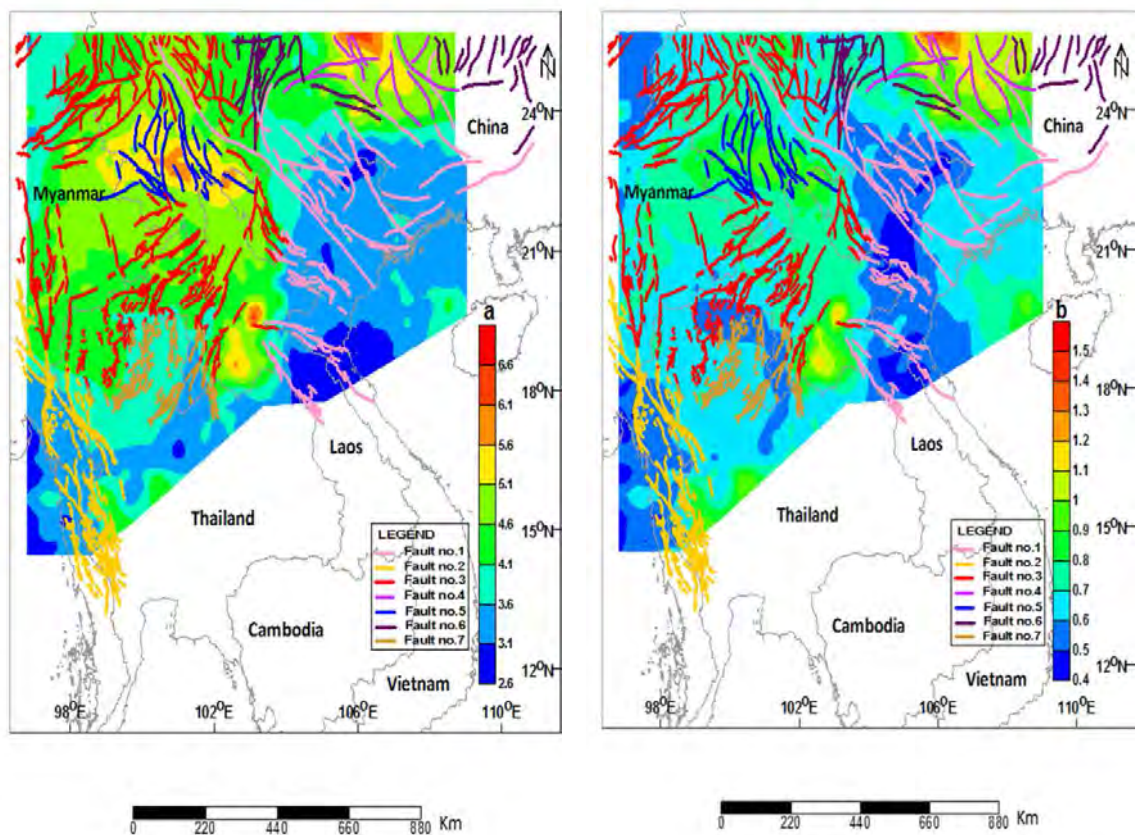 N
24°N
China
Myanmar
21°N
a
6.6
6.1
18°N
5.6
Laos
5.1
Thailand
15°N
4.6
LEGEND
Fault no.1
Fault no.2
4.1
Fault no.3
Fault no.4
3.6
Fault no.5
Cambodia
Fault no.6
3.1
Fault no.7
12°N
2.6
Vietnam
98°E
102°E
106°E
110°E
0
220
440
660
880
Km
N
24°N
China
Myanmar
21°N
b
1.5
1.4
18°N
1.3
1.2
Laos
1.1
1
Thailand
15°N
0.9
LEGEND
Fault no.1
0.8
Fault no.2
Fault no.3
0.7
Fault no.4
Fault no.5
0.6
Cambodia
Fault no.6
Fault no.7
0.5
12°N
0.4
Vietnam
98°E
102°E
106°E
110°E
0
220
440
660
880
Km